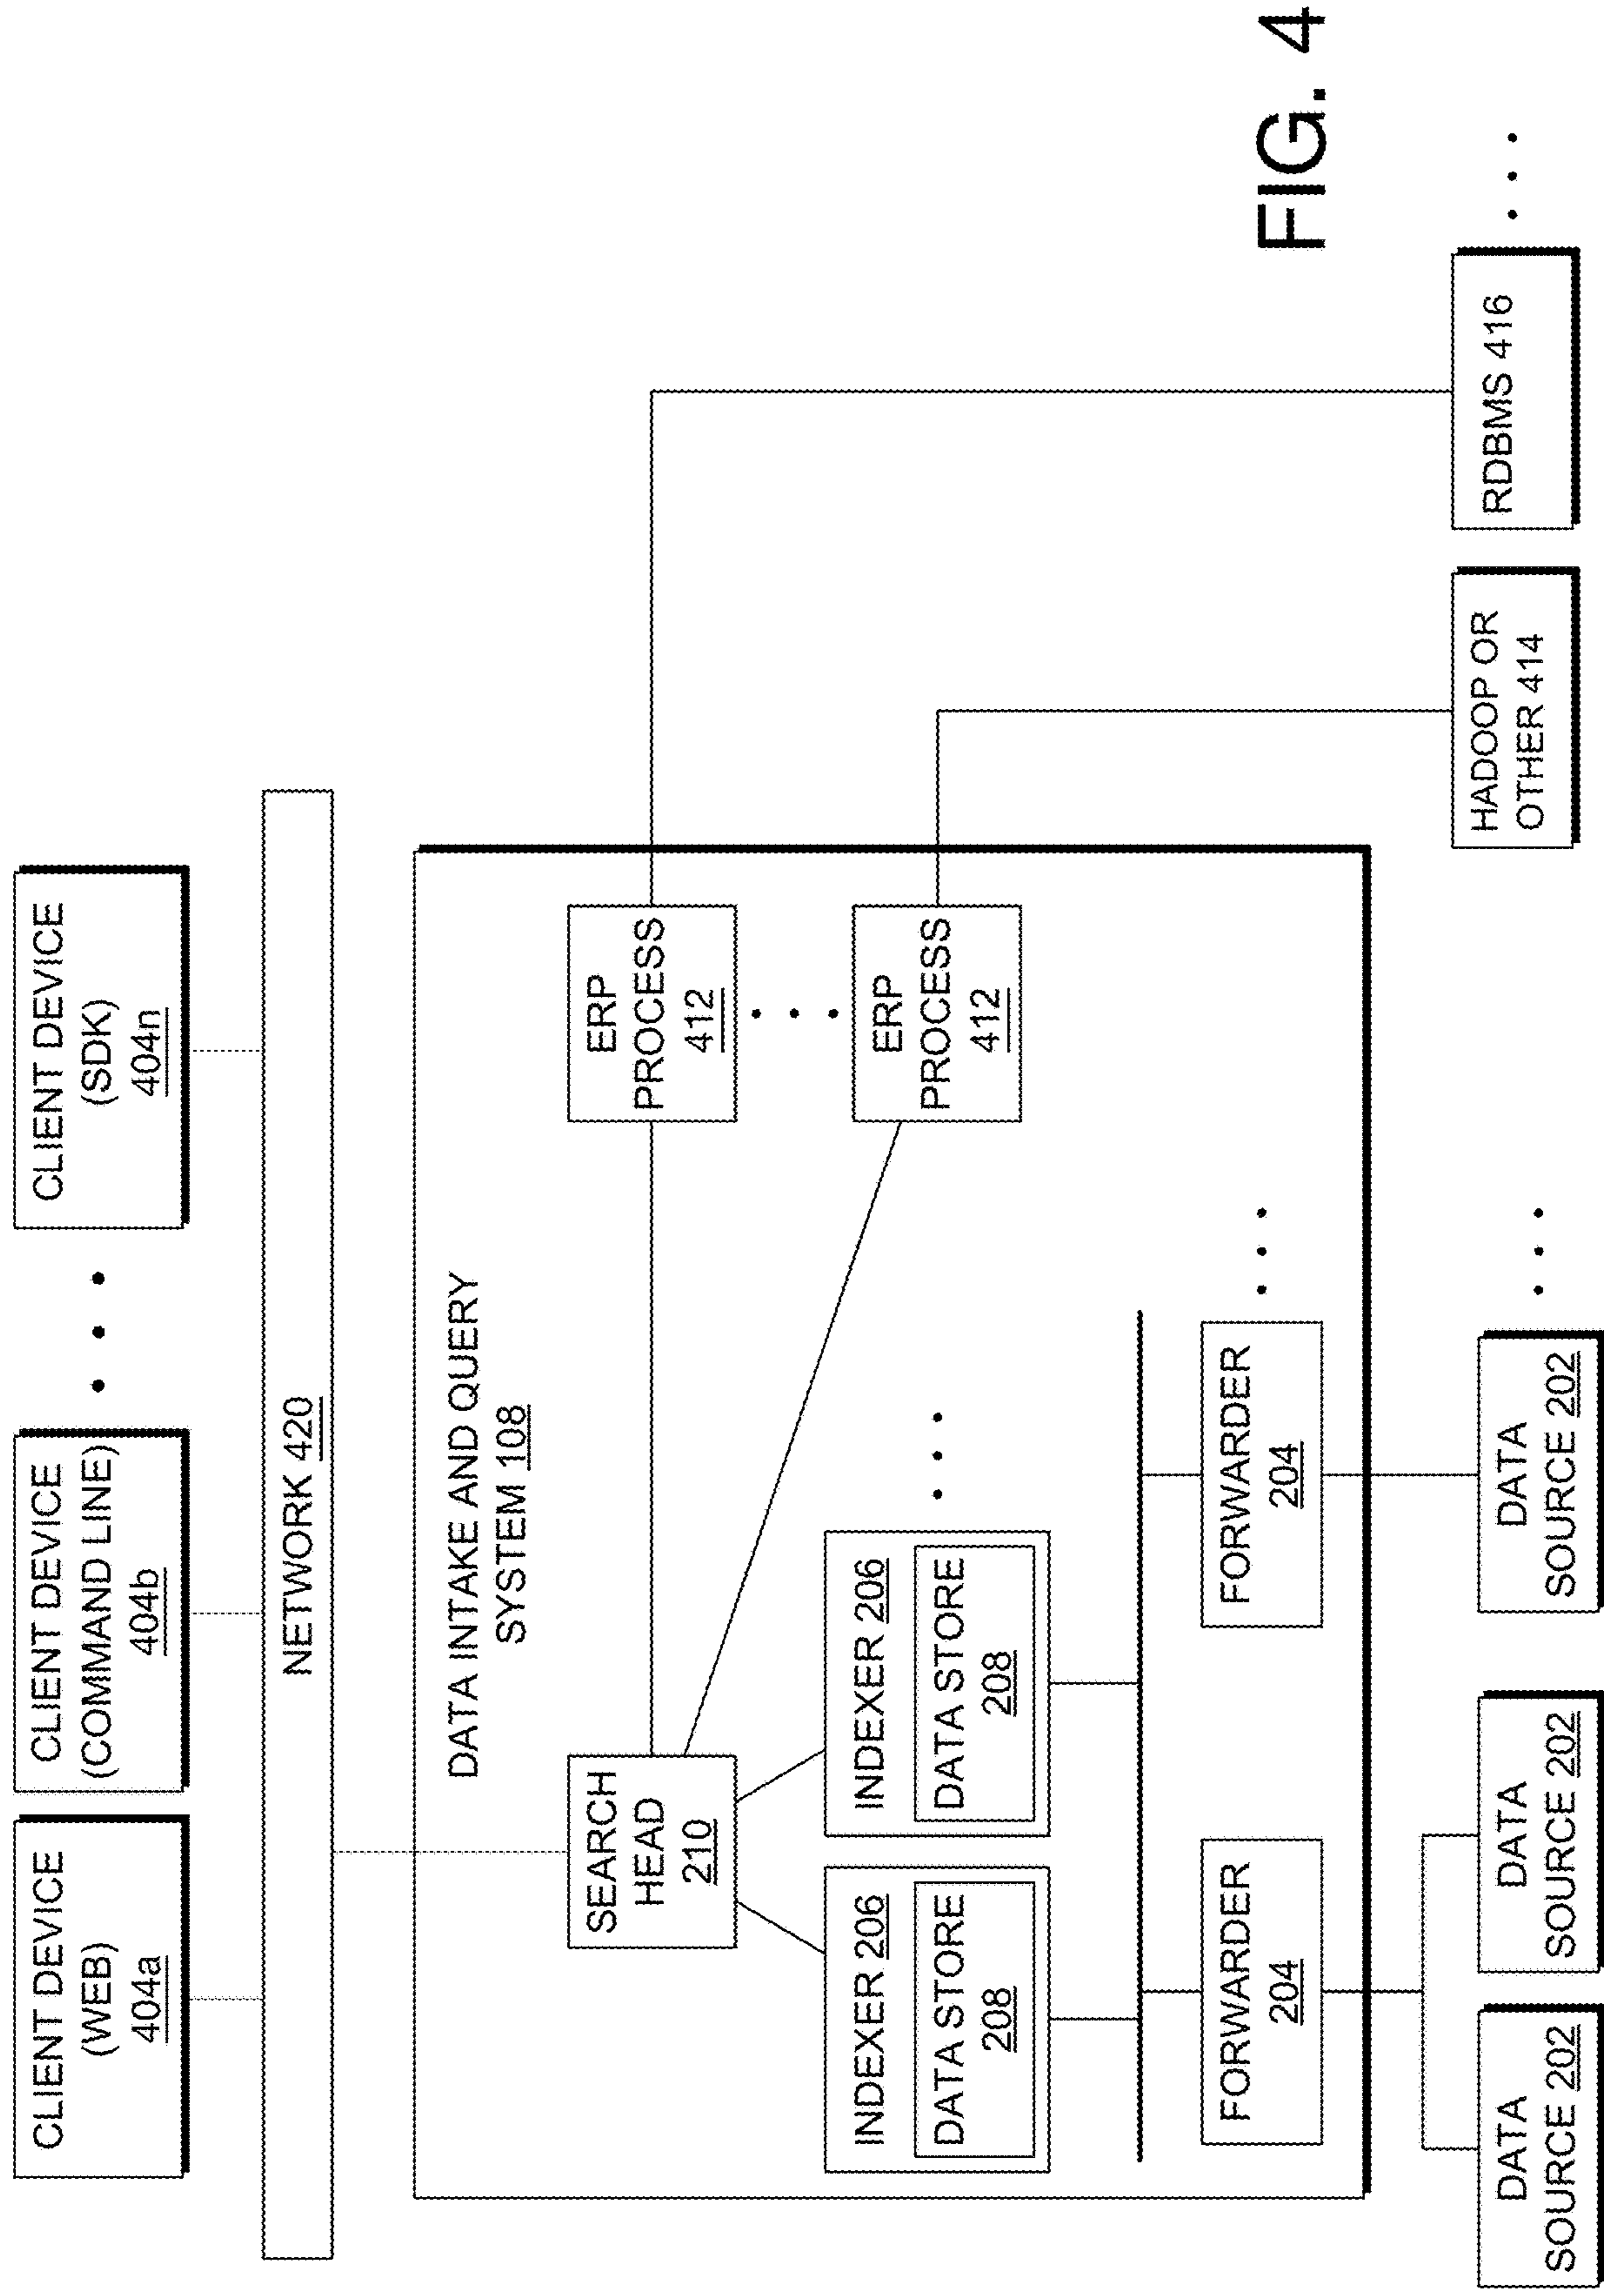 CLIENT DEVICE
(WEB)
404a
CLIENT DEVICE
(COMMAND LINE)
404b
CLIENT DEVICE
(SDK)
404n
NETWORK 420
DATA INTAKE AND QUERY
SYSTEM 108
SEARCH
HEAD
210
ERP
PROCESS
412
INDEXER 206
DATA STORE
208
INDEXER 206
DATA STORE
208
ERP
PROCESS
412
FORWARDER
204
FORWARDER
204
DATA
SOURCE 202
DATA
SOURCE 202
DATA
SOURCE 202
HADOOP OR
OTHER 414
RDBMS 416
FIG. 4